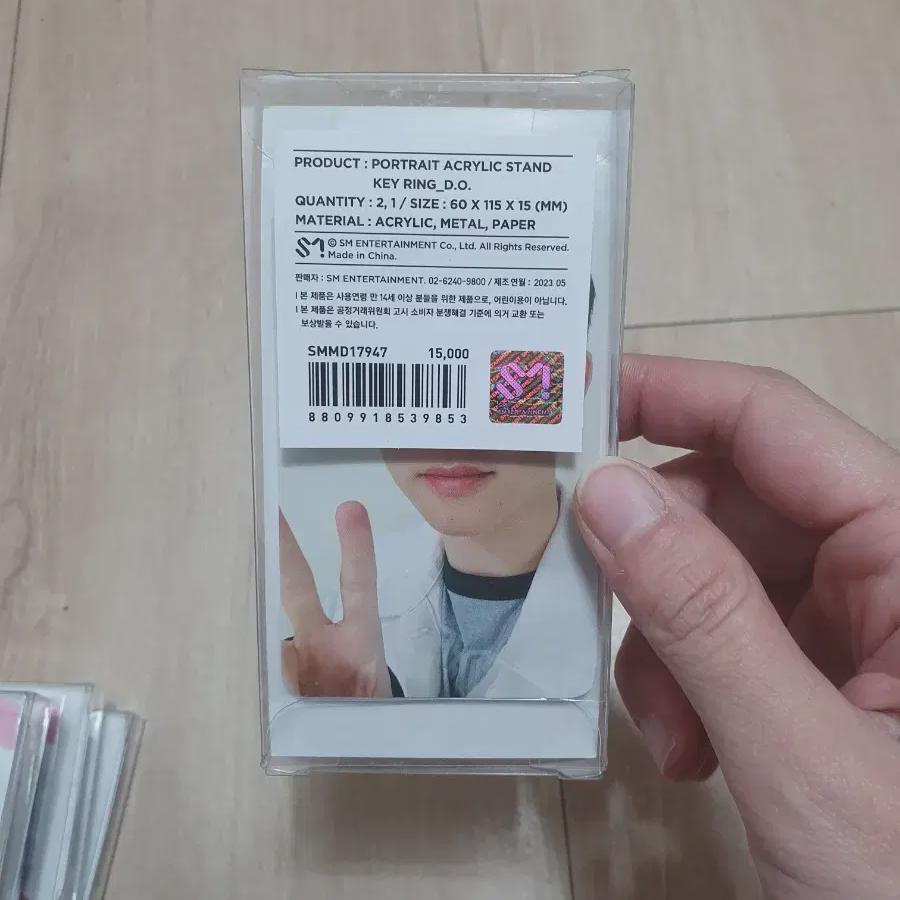 PRODUCT : PORTRAIT ACRYLIC STAND
KEY RING_D.O.
QUANTITY : 2, 1 / SIZE : 60 X 115 X 15 (MM)
MATERIAL : ACRYLIC, METAL, PAPER
SM © SM ENTERTAINMENT Co., Ltd. All Rights Reserved.
Made in China.
판매자 : SM ENTERTAINMENT. 02-6240-9800 / 제조연월 : 2023. 05
l 본 제품은 사용연령 만 14세 이상 분들을 위한 제품으로, 어린이용이 아닙니다.
l 본 제품은 공정거래위원회 고시 소비자 분쟁해결 기준에 의거 교환 또는
보상받을 수 있습니다.
SMMD17947 15,000
8809918539853
SM
ENTERTAINMENT